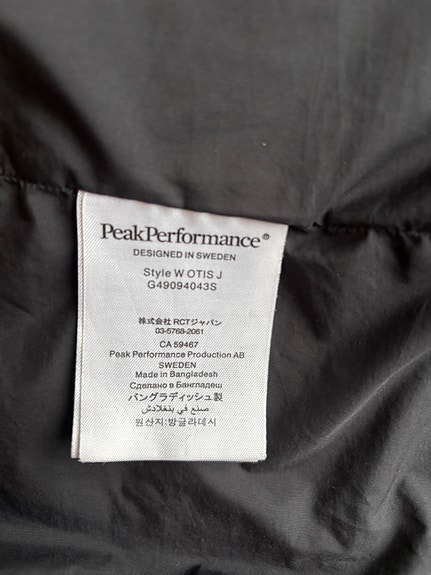 PeakPerformance®
DESIGNED IN SWEDEN
Style W OTIS J
G49094043S
株式会社 RCTジャパン
03-5768-2061
CA 59467
Peak Performance Production AB
SWEDEN
Made in Bangladesh
Сделано в Бангладеш
バングラディッシュ製
صنع في بنغلادش
원산지:방글라데시